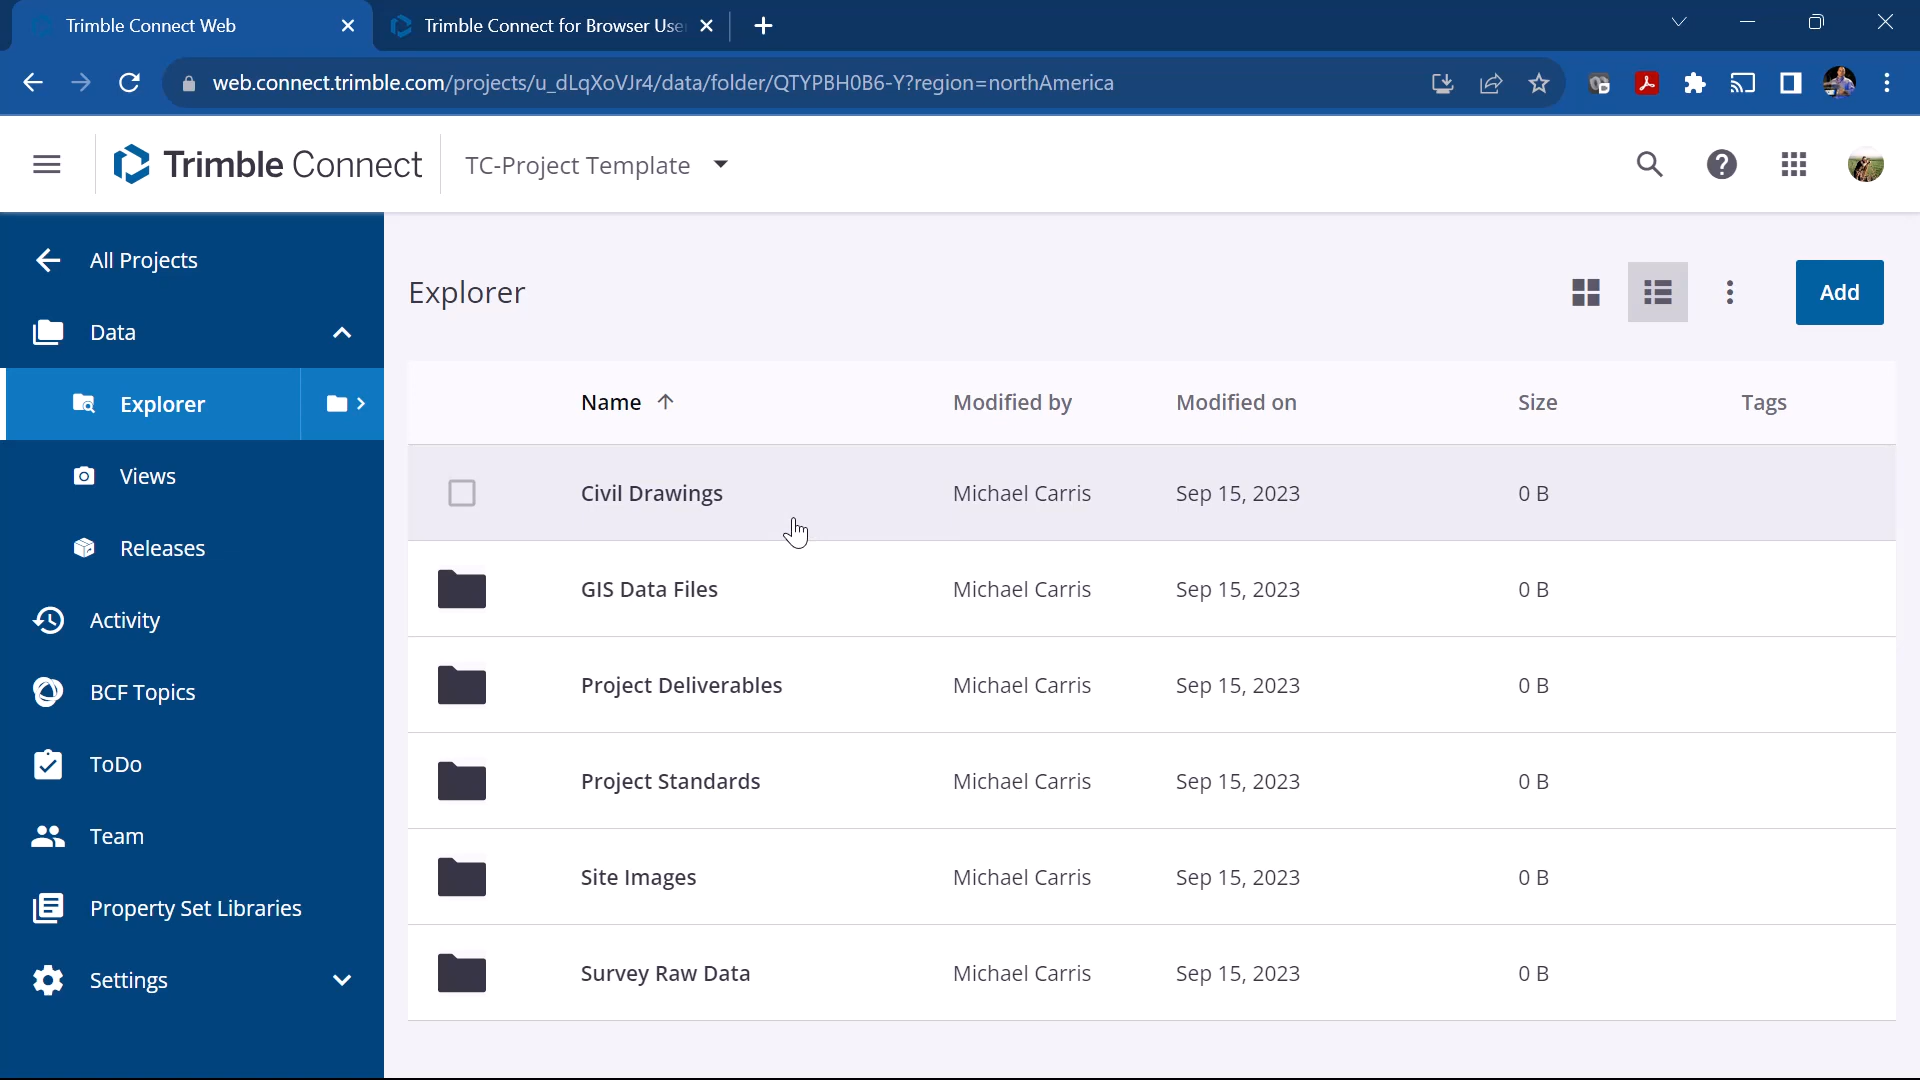 Trimble Connect Web
Trimble Connect for Browser Use
web.connect.trimble.com/projects/u_dLqXoVJr4/data/folder/QTYPBH0B6-Y?region=northAmerica
Trimble Connect
TC-Project Template
All Projects
Data
Explorer
Views
Releases
Activity
BCF Topics
ToDo
Team
Property Set Libraries
Settings
Explorer
Add
Name Modified by Modified on Size Tags
Civil Drawings Michael Carris Sep 15, 2023 0 B
GIS Data Files Michael Carris Sep 15, 2023 0 B
Project Deliverables Michael Carris Sep 15, 2023 0 B
Project Standards Michael Carris Sep 15, 2023 0 B
Site Images Michael Carris Sep 15, 2023 0 B
Survey Raw Data Michael Carris Sep 15, 2023 0 B